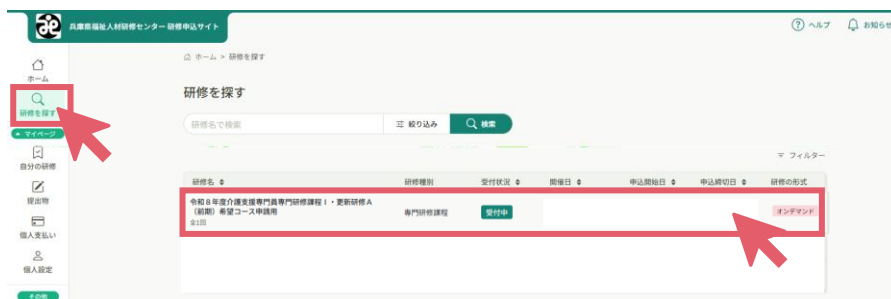 兵庫県福祉人材研修センター 研修申込サイト
ヘルプ
お知らせ
ホーム > 研修を探す
ホーム
研修を探す
マイページ
自分の研修
提出物
個人支払い
個人設定
その他
研修を探す
研修名で検索
絞り込み
検索
フィルター
研修名 研修種別 受付状況 開催日 申込開始日 申込締切日 研修の形式
令和８年度介護支援専門員専門研修課程Ⅰ・更新研修A
（前期）希望コース申請用
全1回
専門研修課程
受付中
オンデマンド